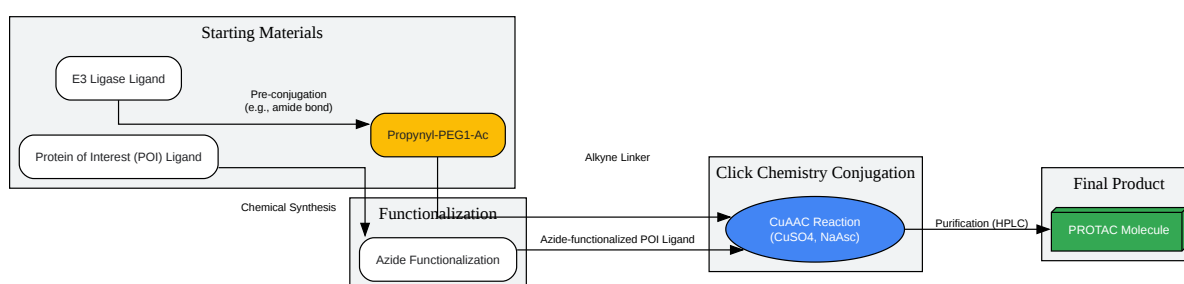 Starting Materials
E3 Ligase Ligand
Pre-conjugation
(e.g., amide bond)
Propynyl-PEG1-Ac
Protein of Interest (POI) Ligand
Alkyne Linker
Chemical Synthesis
Functionalization
Azide Functionalization
Azide-functionalized POI Ligand
Click Chemistry Conjugation
CuAAC Reaction
(CuSO4, NaAsc)
Purification (HPLC)
Final Product
PROTAC Molecule